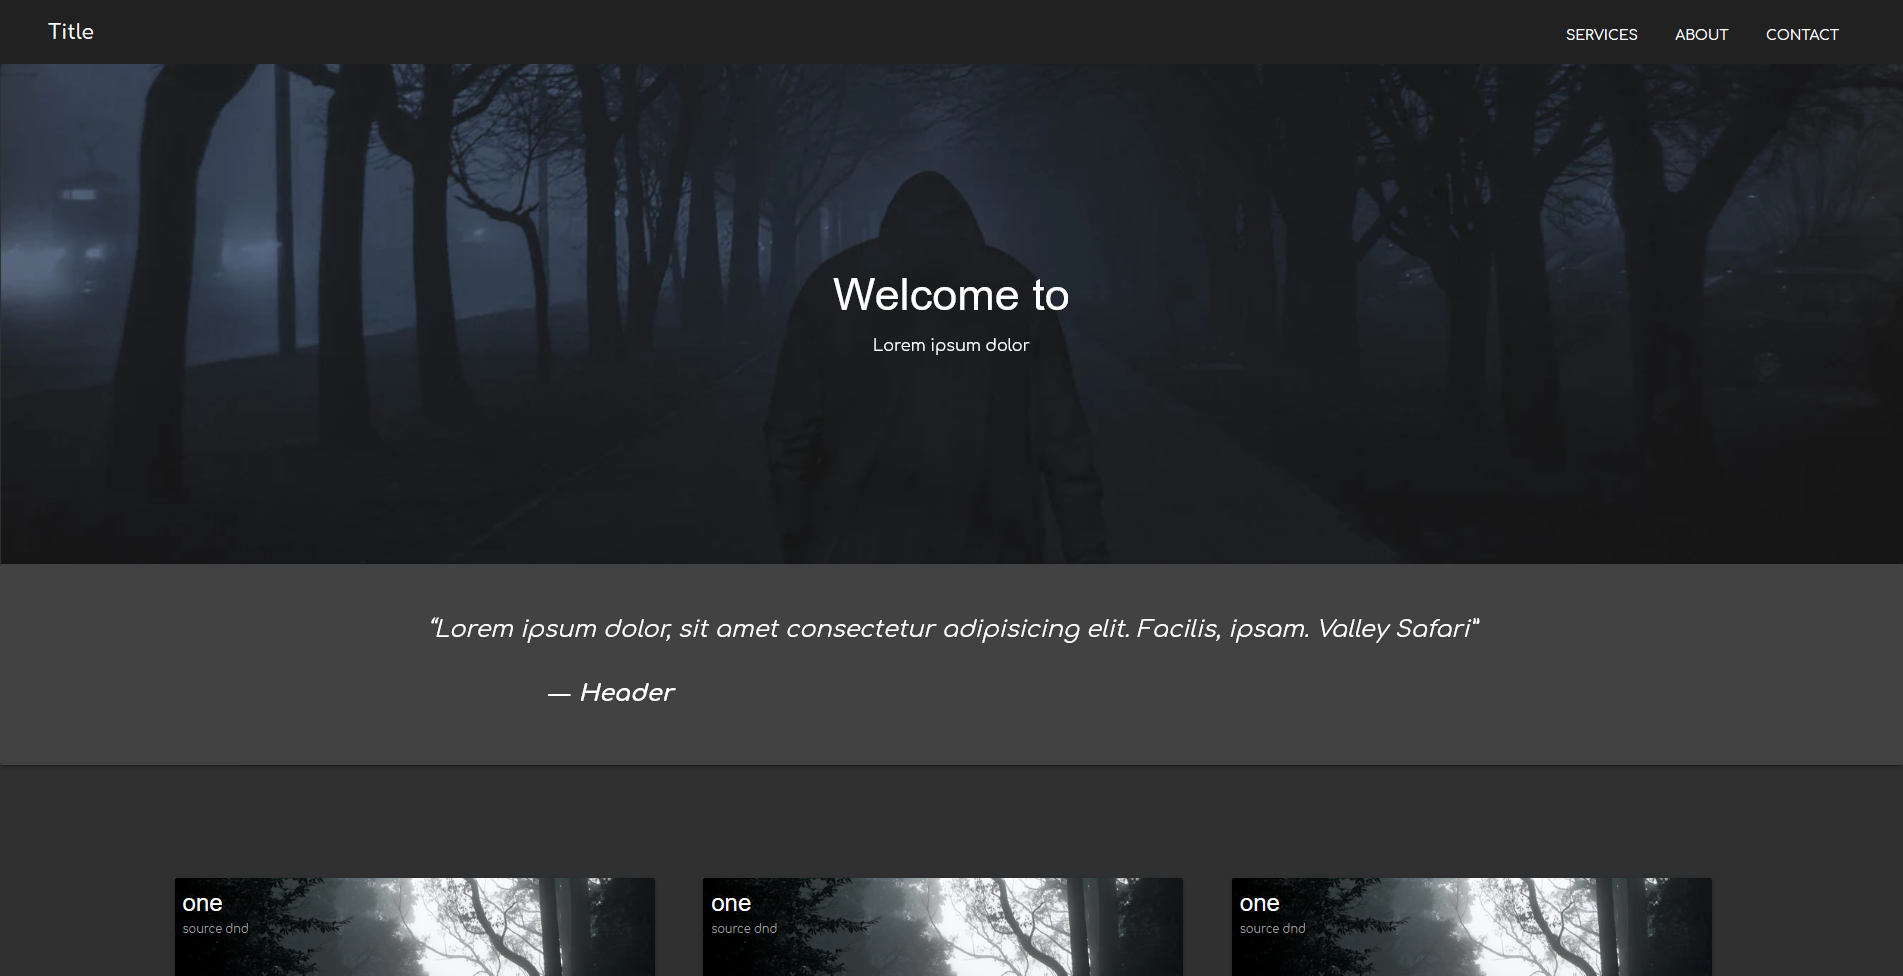 Title
SERVICES ABOUT CONTACT
Welcome to
Lorem ipsum dolor
“Lorem ipsum dolor, sit amet consectetur adipisicing elit. Facilis, ipsam. Valley Safari”
— Header
one
source dnd
one
source dnd
one
source dnd